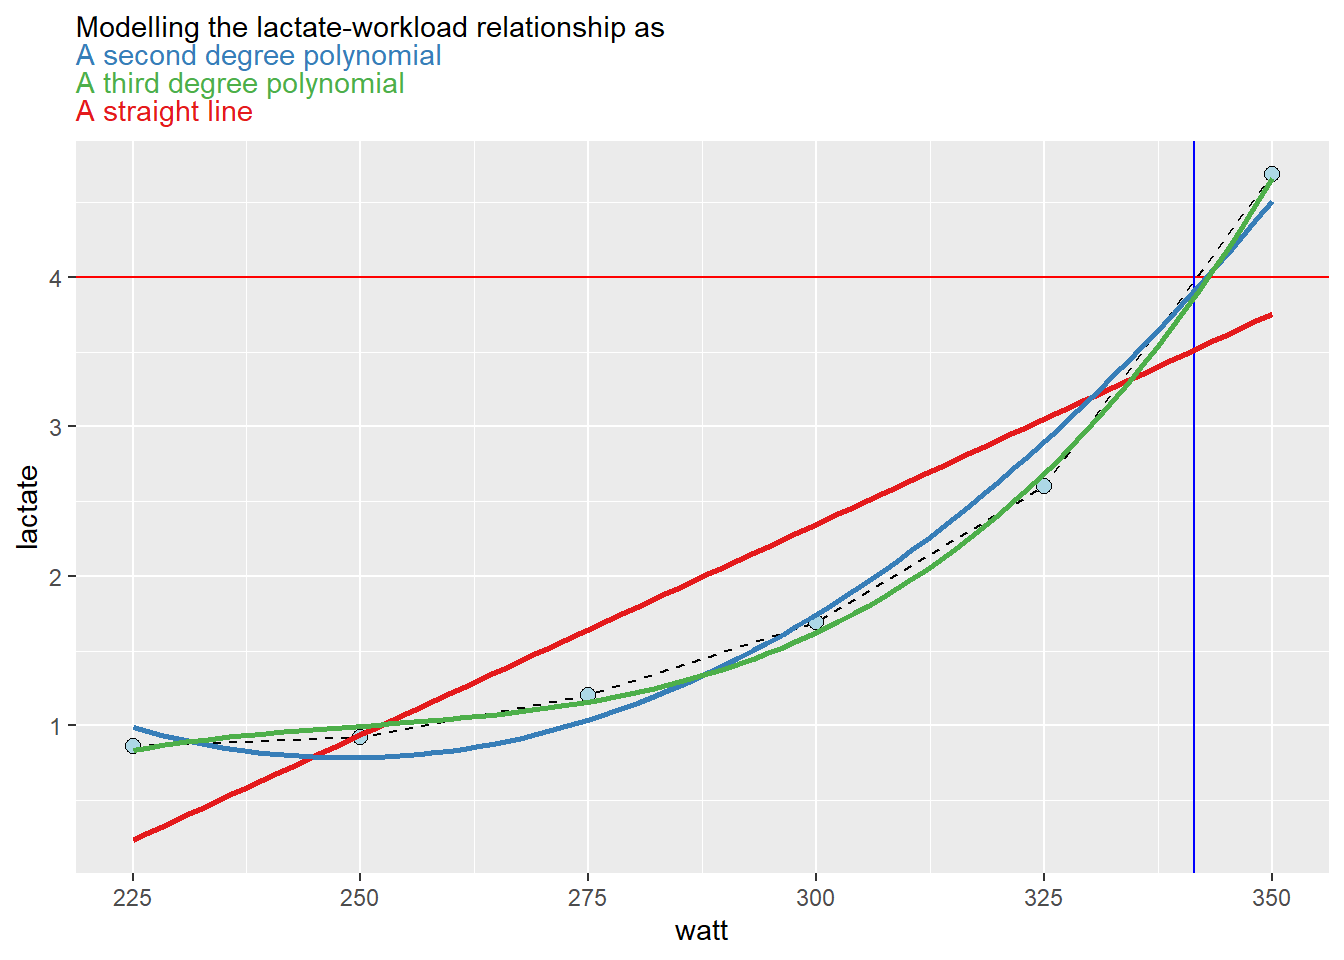 Modelling the lactate-workload relationship as
A second degree polynomial
A third degree polynomial
A straight line
4
3
2
1
lactate
225 250 275 300 325 350
watt